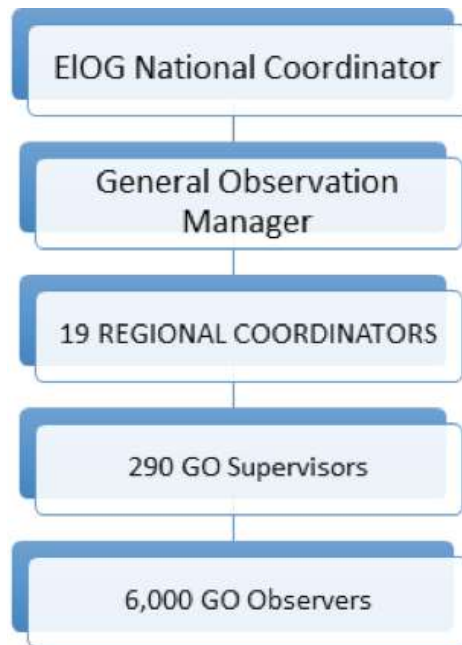 ElOG National Coordinator
General Observation
Manager
19 REGIONAL COORDINATORS
290 GO Supervisors
6,000 GO Observers